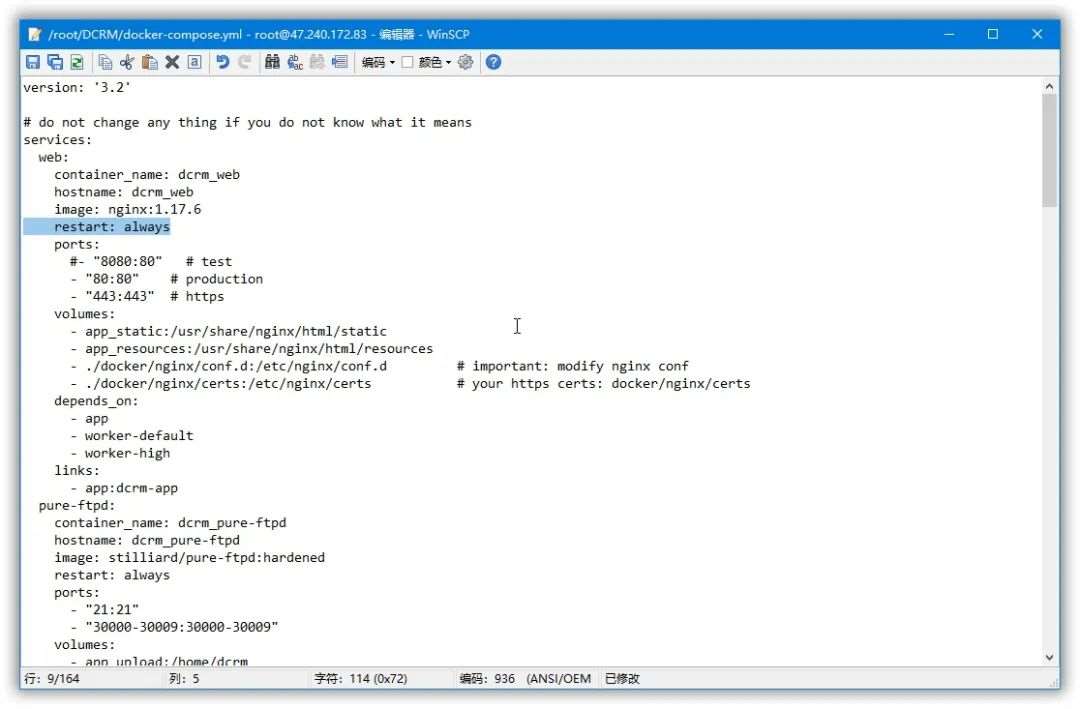 /root/DCRM/docker-compose.yml - root@47.240.172.83 - 编辑器 - WinSCP
编码 颜色
version: '3.2'
# do not change any thing if you do not know what it means
services:
  web:
    container_name: dcrm_web
    hostname: dcrm_web
    image: nginx:1.17.6
    restart: always
    ports:
      #- "8080:80"   # test
      - "80:80"    # production
      - "443:443"  # https
    volumes:
      - app_static:/usr/share/nginx/html/static
      - app_resources:/usr/share/nginx/html/resources
      - ./docker/nginx/conf.d:/etc/nginx/conf.d         # important: modify nginx conf
      - ./docker/nginx/certs:/etc/nginx/certs           # your https certs: docker/nginx/certs
    depends_on:
      - app
      - worker-default
      - worker-high
    links:
      - app:dcrm-app
  pure-ftpd:
    container_name: dcrm_pure-ftpd
    hostname: dcrm_pure-ftpd
    image: stilliard/pure-ftpd:hardened
    restart: always
    ports:
      - "21:21"
      - "30000-30009:30000-30009"
    volumes:
      - app_upload:/home/dcrm
行: 9/164 列: 5 字符: 114 (0x72) 编码: 936 (ANSI/OEM 已修改